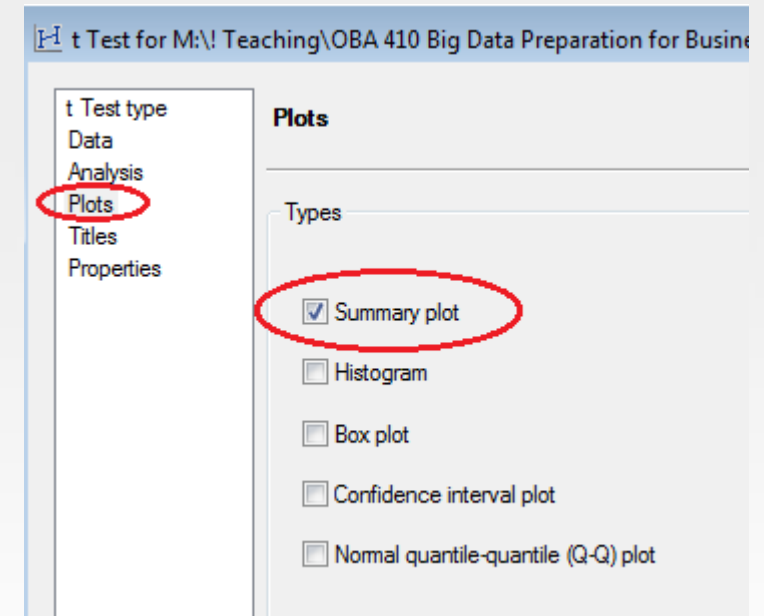 t Test for M:\! Teaching\OBA 410 Big Data Preparation for Busine
t Test type
Data
Analysis
Plots
Titles
Properties
Plots
Types
Summary plot
Histogram
Box plot
Confidence interval plot
Normal quantile-quantile (Q-Q) plot